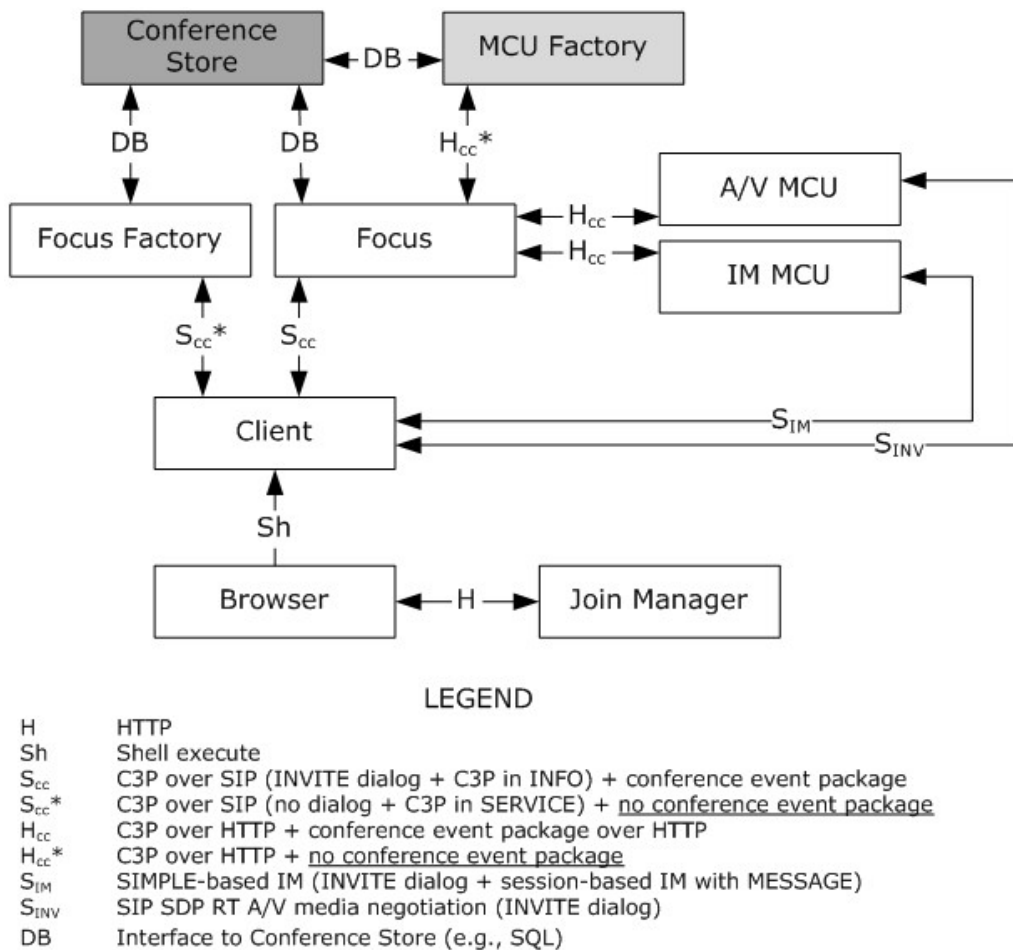 Conference
Store
DB
MCU Factory
DB
DB
Hcc*
A/V MCU
Focus Factory
Focus
Hcc
Hcc
IM MCU
Scc*
Scc
Client
SIM
SINV
Sh
Browser
H
Join Manager
LEGEND
H HTTP
Sh Shell execute
Scc C3P over SIP (INVITE dialog + C3P in INFO) + conference event package
Scc* C3P over SIP (no dialog + C3P in SERVICE) + no conference event package
Hcc C3P over HTTP + conference event package over HTTP
Hcc* C3P over HTTP + no conference event package
SIM SIMPLE-based IM (INVITE dialog + session-based IM with MESSAGE)
SINV SIP SDP RT A/V media negotiation (INVITE dialog)
DB Interface to Conference Store (e.g., SQL)